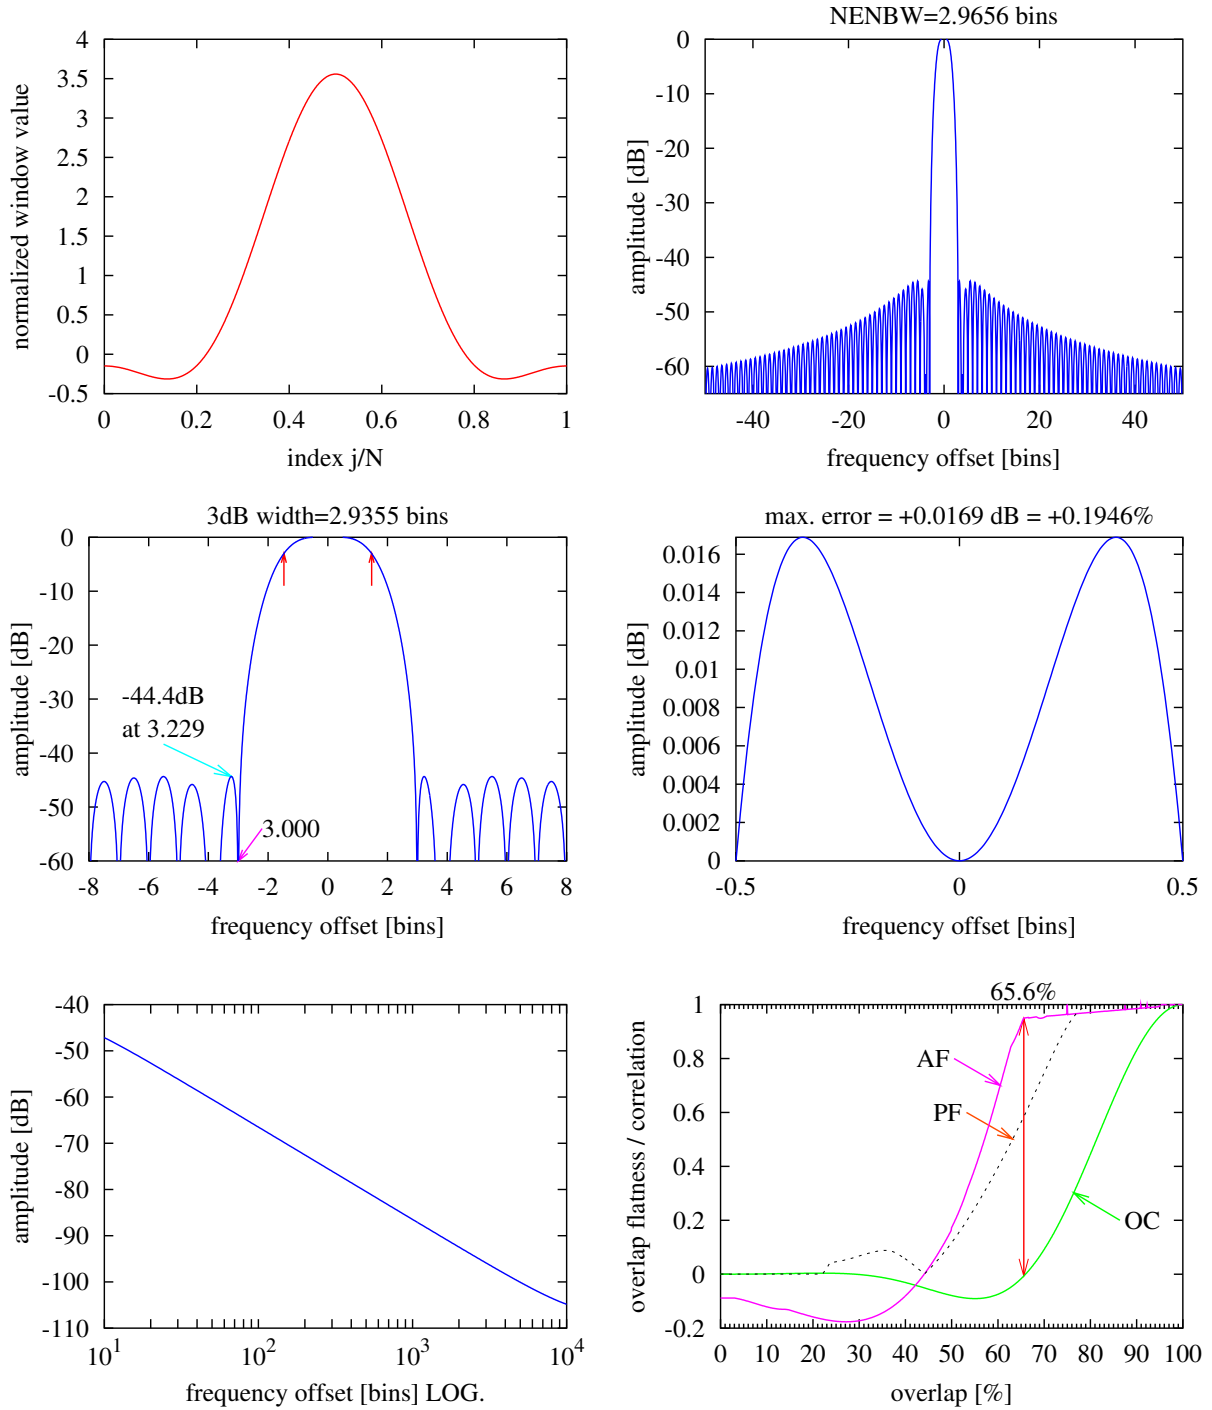 4
3.5
3
2.5
2
1.5
1
0.5
0
-0.5
normalized window value
0 0.2 0.4 0.6 0.8 1
index j/N
NENBW=2.9656 bins
0
-10
-20
-30
-40
-50
-60
amplitude [dB]
-40 -20 0 20 40
frequency offset [bins]
3dB width=2.9355 bins
0
-10
-20
-30
-40
-50
-60
amplitude [dB]
-44.4dB
at 3.229
3.000
-8 -6 -4 -2 0 2 4 6 8
frequency offset [bins]
max. error = +0.0169 dB = +0.1946%
0.016
0.014
0.012
0.01
0.008
0.006
0.004
0.002
0
amplitude [dB]
-0.5 0 0.5
frequency offset [bins]
-40
-50
-60
-70
-80
-90
-100
-110
amplitude [dB]
10¹ 10² 10³ 10⁴
frequency offset [bins] LOG.
65.6%
1
0.8
0.6
0.4
0.2
0
-0.2
overlap flatness / correlation
AF
PF
OC
0 10 20 30 40 50 60 70 80 90 100
overlap [%]